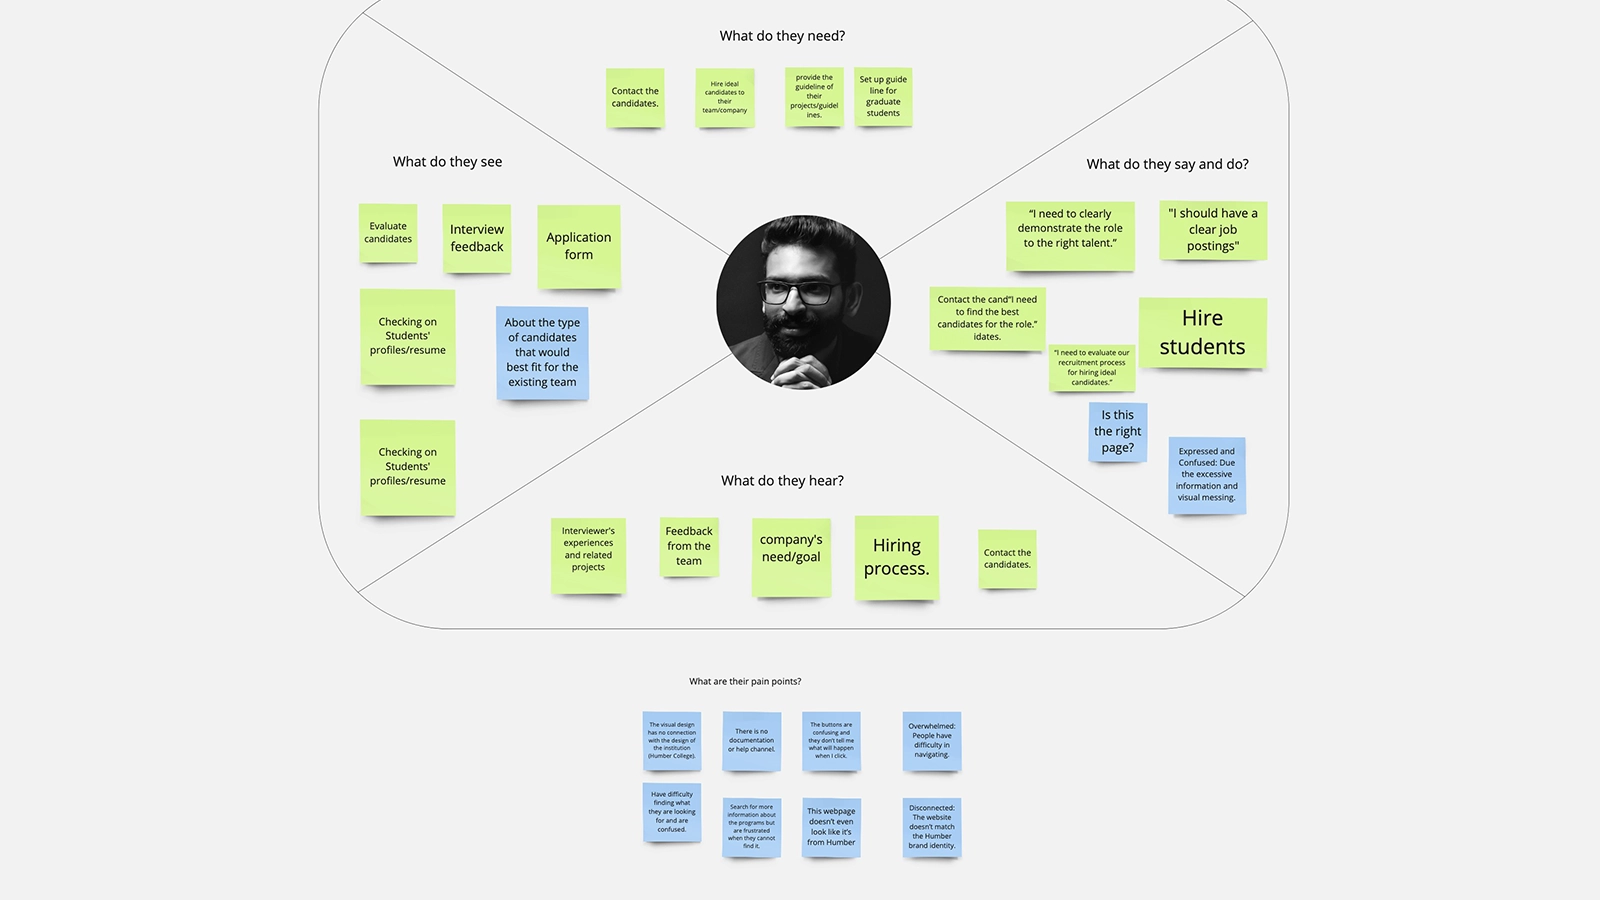 What do they need?
Contact the
candidates.
Hire ideal
candidates to
their
team/company
provide the
guideline of
their
projects/guidel
ines.
Set up guide
line for
graduate
students
What do they see
Evaluate
candidates
Interview
feedback
Application
form
Checking on
Students'
profiles/resume
About the type
of candidates
that would
best fit for the
existing team
Checking on
Students'
profiles/resume
What do they say and do?
“I need to clearly
demonstrate the role
to the right talent.”
"I should have a
clear job
postings"
Contact the cand“I need
to find the best
candidates for the role.”
idates.
Hire
students
“I need to evaluate our
recruitment process
for hiring ideal
candidates.”
Is this
the right
page?
Expressed and
Confused: Due
the excessive
information and
visual messing.
What do they hear?
Interviewer's
experiences
and related
projects
Feedback
from the
team
company's
need/goal
Hiring
process.
Contact the
candidates.
What are their pain points?
The visual design
has no connection
with the design of
the institution
(Humber College).
There is no
documentation
or help channel.
The buttons are
confusing and
they don't tell me
what will happen
when I click.
Overwhelmed:
People have
difficulty in
navigating.
Have difficulty
finding what
they are looking
for and are
confused.
Search for more
information about
the programs but
are frustrated
when they cannot
find it.
This webpage
doesn't even
look like it's
from Humber
Disconnected:
The website
doesn't match
the Humber
brand identity.